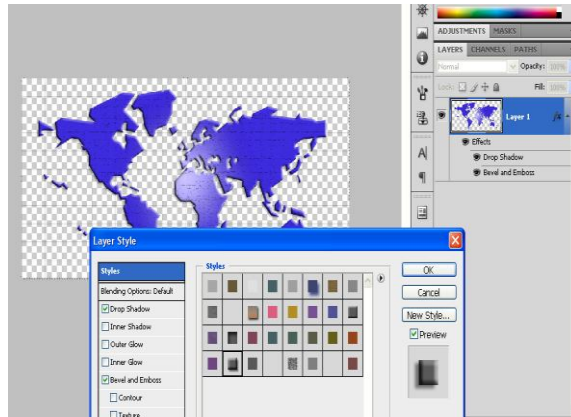 ADJUSTMENTS MASKS
LAYERS CHANNELS PATHS
Normal Opacity: 100%
Lock: Fill: 100%
Layer 1 fx
Effects
Drop Shadow
Bevel and Emboss
A
Layer Style
Styles
Blending Options: Default
Drop Shadow
Inner Shadow
Outer Glow
Inner Glow
Bevel and Emboss
Contour
Texture
Styles
OK
Cancel
New Style...
Preview